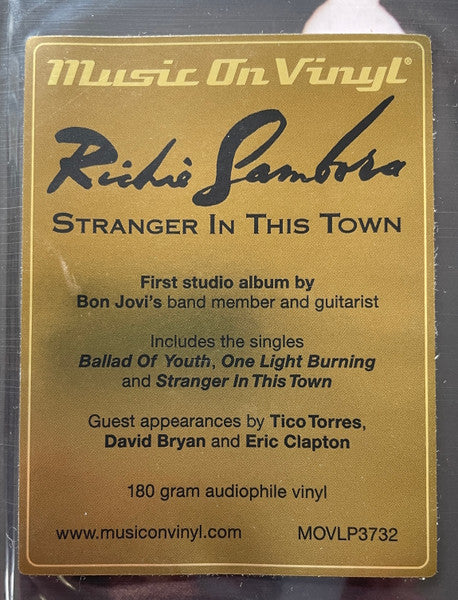 Music On Vinyl®
Richie Sambora
STRANGER IN THIS TOWN
First studio album by
Bon Jovi's band member and guitarist
Includes the singles
Ballad Of Youth, One Light Burning
and Stranger In This Town
Guest appearances by Tico Torres,
David Bryan and Eric Clapton
180 gram audiophile vinyl
www.musiconvinyl.com MOVLP3732